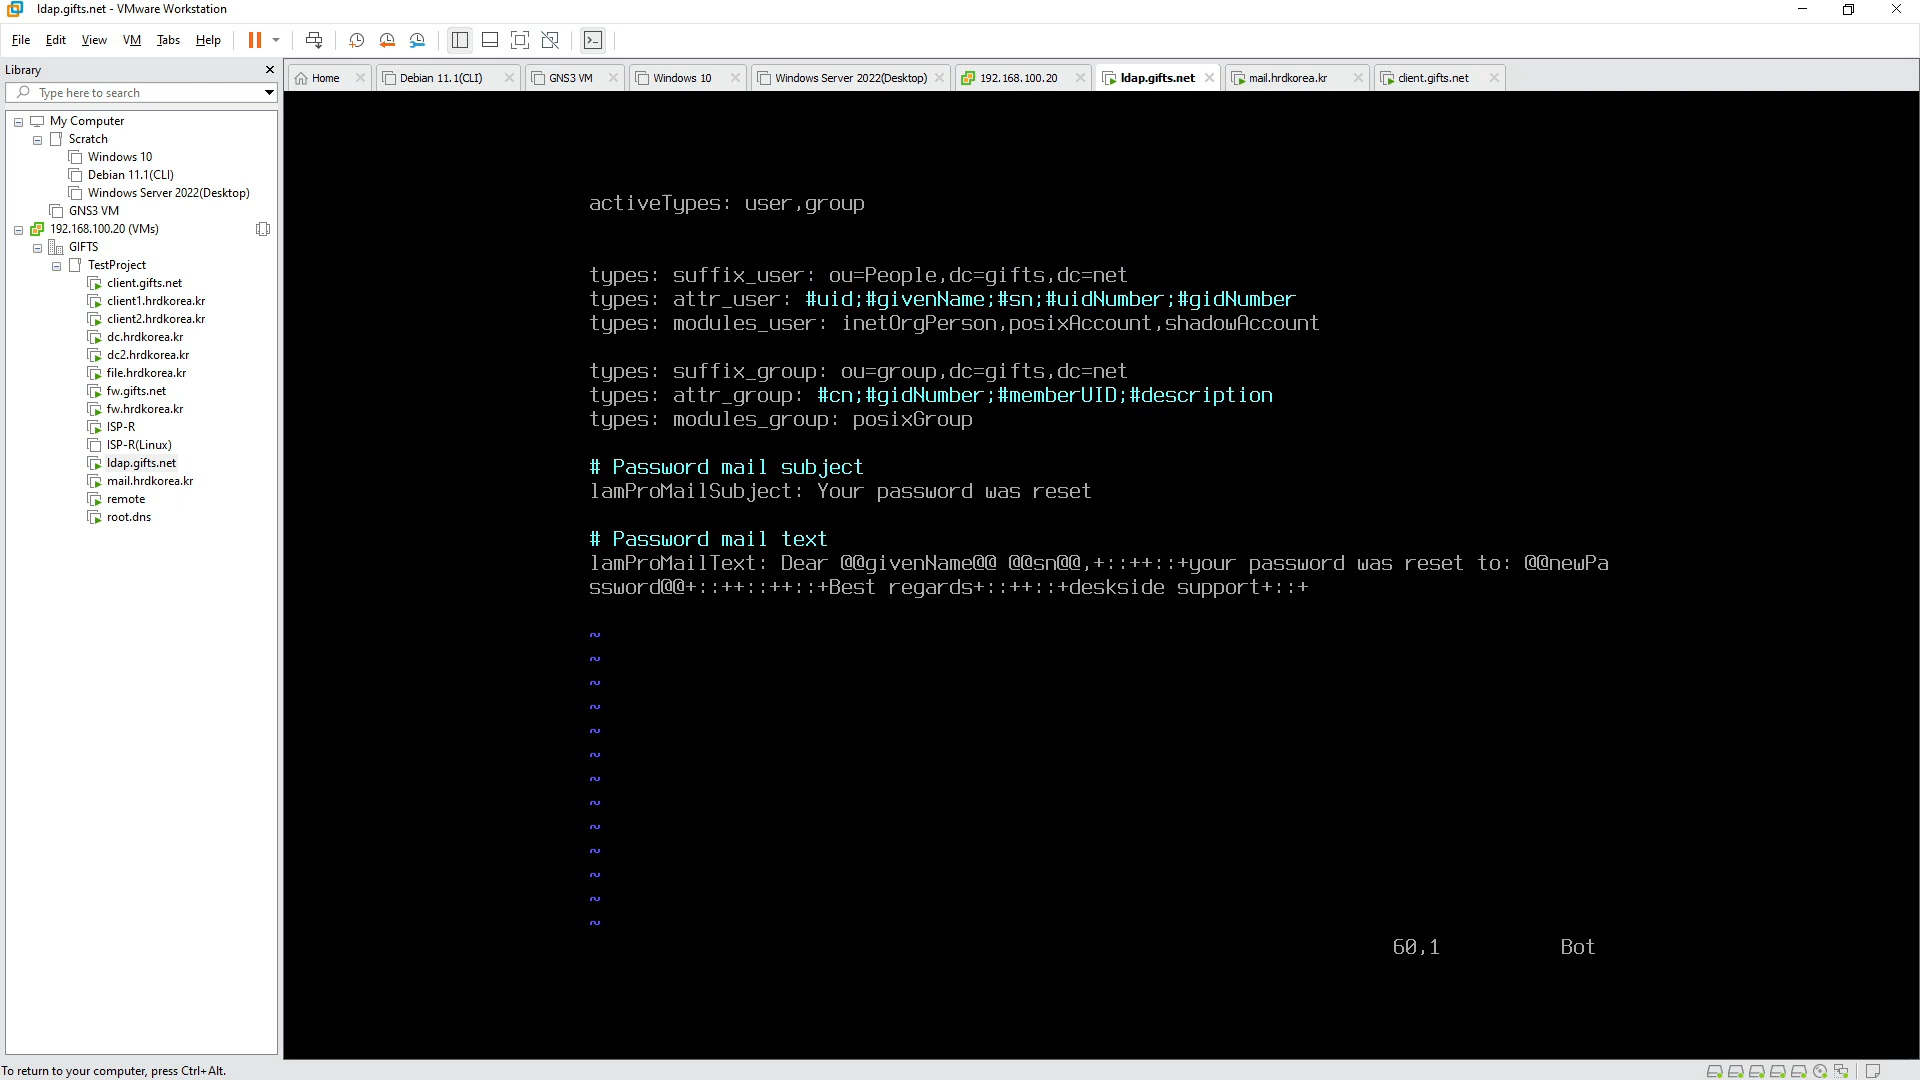 ldap.gifts.net - VMware Workstation
File Edit View VM Tabs Help
Library
Type here to search
My Computer
Scratch
Windows 10
Debian 11.1(CLI)
Windows Server 2022(Desktop)
GNS3 VM
192.168.100.20 (VMs)
GIFTS
TestProject
client.gifts.net
client1.hrdkorea.kr
client2.hrdkorea.kr
dc.hrdkorea.kr
dc2.hrdkorea.kr
file.hrdkorea.kr
fw.gifts.net
fw.hrdkorea.kr
ISP-R
ISP-R(Linux)
ldap.gifts.net
mail.hrdkorea.kr
remote
root.dns
Home Debian 11.1(CLI) GNS3 VM Windows 10 Windows Server 2022(Desktop) 192.168.100.20 ldap.gifts.net mail.hrdkorea.kr client.gifts.net
activeTypes: user,group
types: suffix_user: ou=People,dc=gifts,dc=net
types: attr_user: #uid;#givenName;#sn;#uidNumber;#gidNumber
types: modules_user: inetOrgPerson,posixAccount,shadowAccount
types: suffix_group: ou=group,dc=gifts,dc=net
types: attr_group: #cn;#gidNumber;#memberUID;#description
types: modules_group: posixGroup
# Password mail subject
lamProMailSubject: Your password was reset
# Password mail text
lamProMailText: Dear @@givenName@@ @@sn@@,+::++::+your password was reset to: @@newPa
ssword@@+::++::++::+Best regards+::++::+deskside support+::+
~
~
~
~
~
~
~
~
~
~
~
~
~
60,1 Bot
To return to your computer, press Ctrl+Alt.